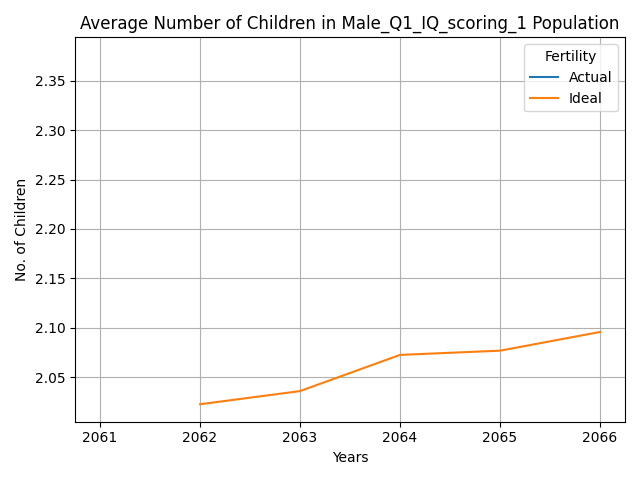 Average Number of Children in Male_Q1_IQ_scoring_1 Population
Fertility
Actual
Ideal
2.35
2.30
2.25
2.20
2.15
2.10
2.05
No. of Children
2061 2062 2063 2064 2065 2066
Years